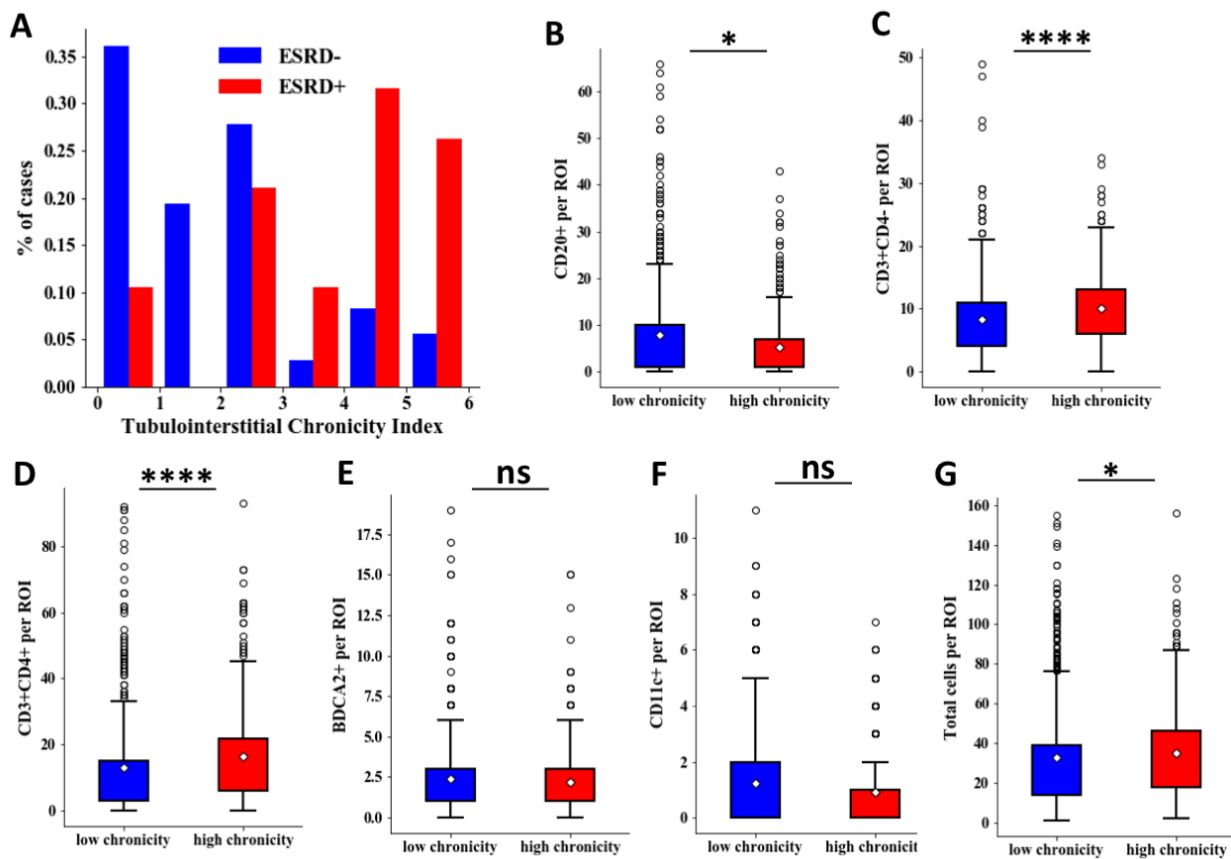 A
% of cases
0.35
0.30
0.25
0.20
0.15
0.10
0.05
0.00
ESRD-
ESRD+
0 1 2 3 4 5 6
Tubulointerstitial Chronicity Index
B
*
CD20+ per ROI
60
50
40
30
20
10
0
low chronicity high chronicity
C
****
CD3+CD4- per ROI
50
40
30
20
10
0
low chronicity high chronicity
D
****
CD3+CD4+ per ROI
80
60
40
20
0
low chronicity high chronicity
E
ns
BDCA2+ per ROI
17.5
15.0
12.5
10.0
7.5
5.0
2.5
0.0
low chronicity high chronicity
F
ns
CD11c+ per ROI
10
8
6
4
2
0
low chronicity high chronicit
G
*
Total cells per ROI
160
140
120
100
80
60
40
20
0
low chronicity high chronicity